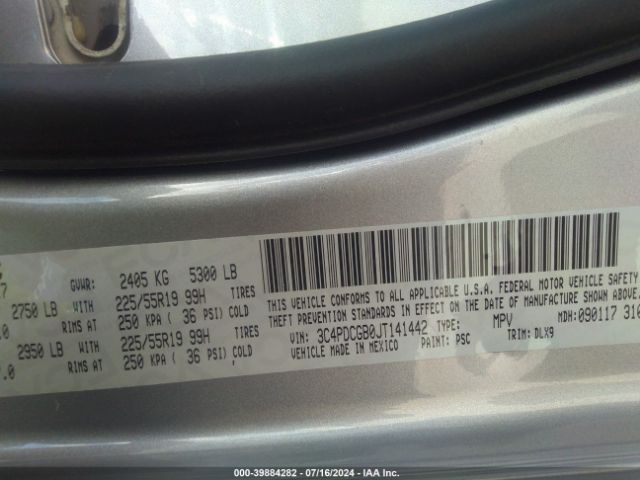 GVWR: 2405 KG 5300 LB
2750 LB WITH 225/55R19 99H TIRES
RIMS AT 250 KPA ( 36 PSI) COLD
2950 LB WITH 225/55R19 99H TIRES
RIMS AT 250 KPA ( 36 PSI) COLD
THIS VEHICLE CONFORMS TO ALL APPLICABLE U.S.A. FEDERAL MOTOR VEHICLE SAFETY,
THEFT PREVENTION STANDARDS IN EFFECT ON THE DATE OF MANUFACTURE SHOWN ABOVE.
VIN: 3C4PDCGB0JT141442 TYPE: MPV MDH: 090117 310
VEHICLE MADE IN MEXICO PAINT: PSC TRIM: DLX9
000-39884282 / 07/16/2024 / IAA Inc.